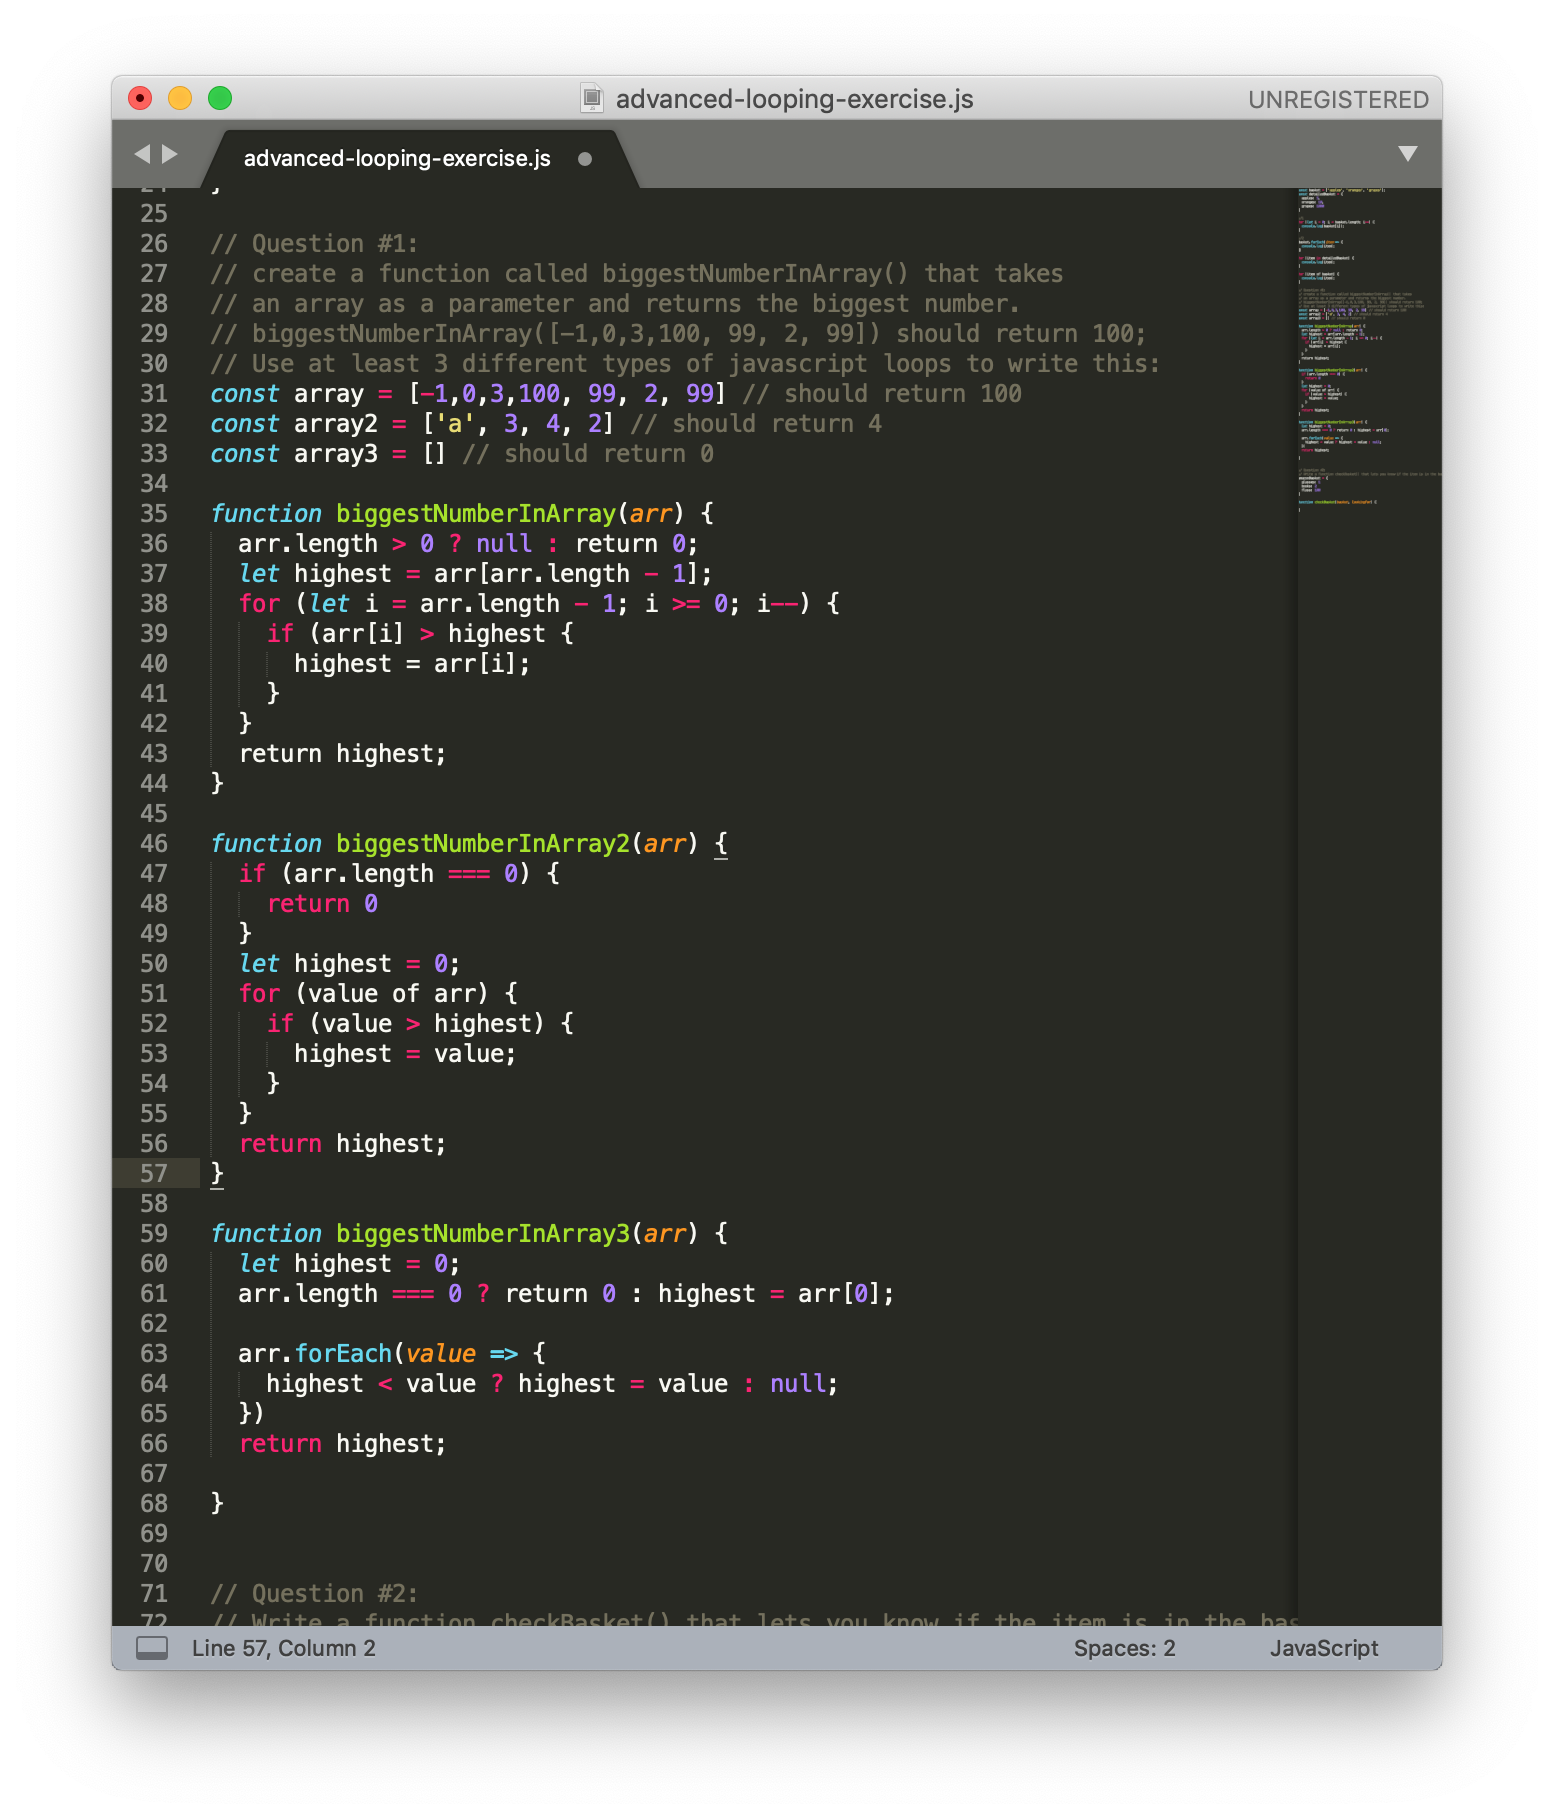 advanced-looping-exercise.js
UNREGISTERED
advanced-looping-exercise.js
24 }
25
26 // Question #1:
27 // create a function called biggestNumberInArray() that takes
28 // an array as a parameter and returns the biggest number.
29 // biggestNumberInArray([-1,0,3,100, 99, 2, 99]) should return 100;
30 // Use at least 3 different types of javascript loops to write this:
31 const array = [-1,0,3,100, 99, 2, 99] // should return 100
32 const array2 = ['a', 3, 4, 2] // should return 4
33 const array3 = [] // should return 0
34
35 function biggestNumberInArray(arr) {
36   arr.length > 0 ? null : return 0;
37   let highest = arr[arr.length - 1];
38   for (let i = arr.length - 1; i >= 0; i--) {
39     if (arr[i] > highest {
40       highest = arr[i];
41     }
42   }
43   return highest;
44 }
45
46 function biggestNumberInArray2(arr) {
47   if (arr.length === 0) {
48     return 0
49   }
50   let highest = 0;
51   for (value of arr) {
52     if (value > highest) {
53       highest = value;
54     }
55   }
56   return highest;
57 }
58
59 function biggestNumberInArray3(arr) {
60   let highest = 0;
61   arr.length === 0 ? return 0 : highest = arr[0];
62
63   arr.forEach(value => {
64     highest < value ? highest = value : null;
65   })
66   return highest;
67
68 }
69
70
71 // Question #2:
72 // Write a function checkBasket() that lets you know if the item is in the bas
Line 57, Column 2
Spaces: 2
JavaScript